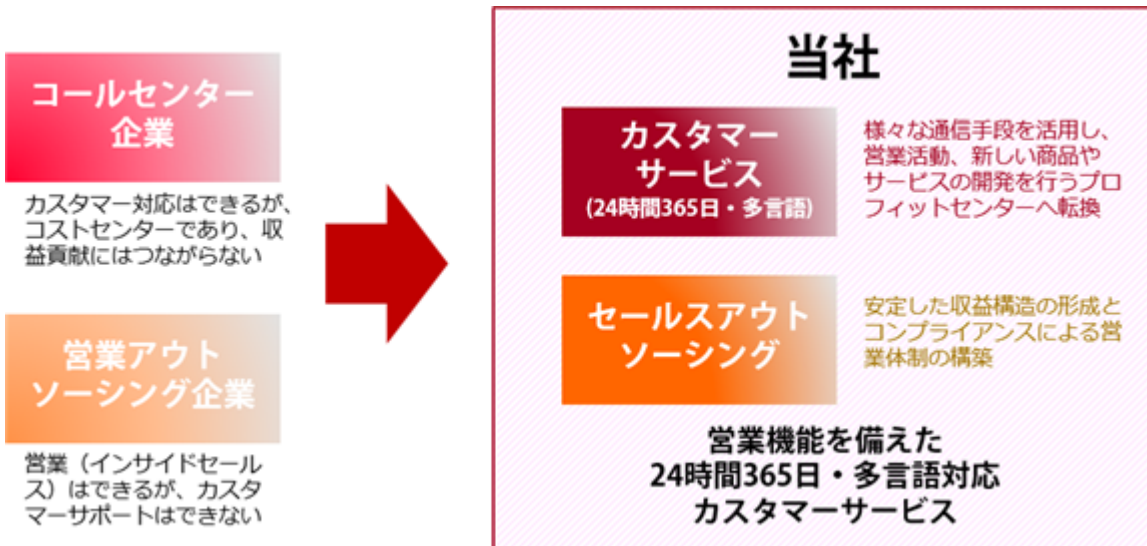 コールセンター
企業
カスタマー対応はできるが、
コストセンターであり、収
益貢献にはつながらない
営業アウト
ソーシング企業
営業（インサイドセール
ス）はできるが、カスタ
マーサポートはできない
当社
カスタマー
サービス
(24時間365日・多言語)
様々な通信手段を活用し、
営業活動、新しい商品や
サービスの開発を行うプロ
フィットセンターへ転換
セールスアウト
ソーシング
安定した収益構造の形成と
コンプライアンスによる営
業体制の構築
営業機能を備えた
24時間365日・多言語対応
カスタマーサービス